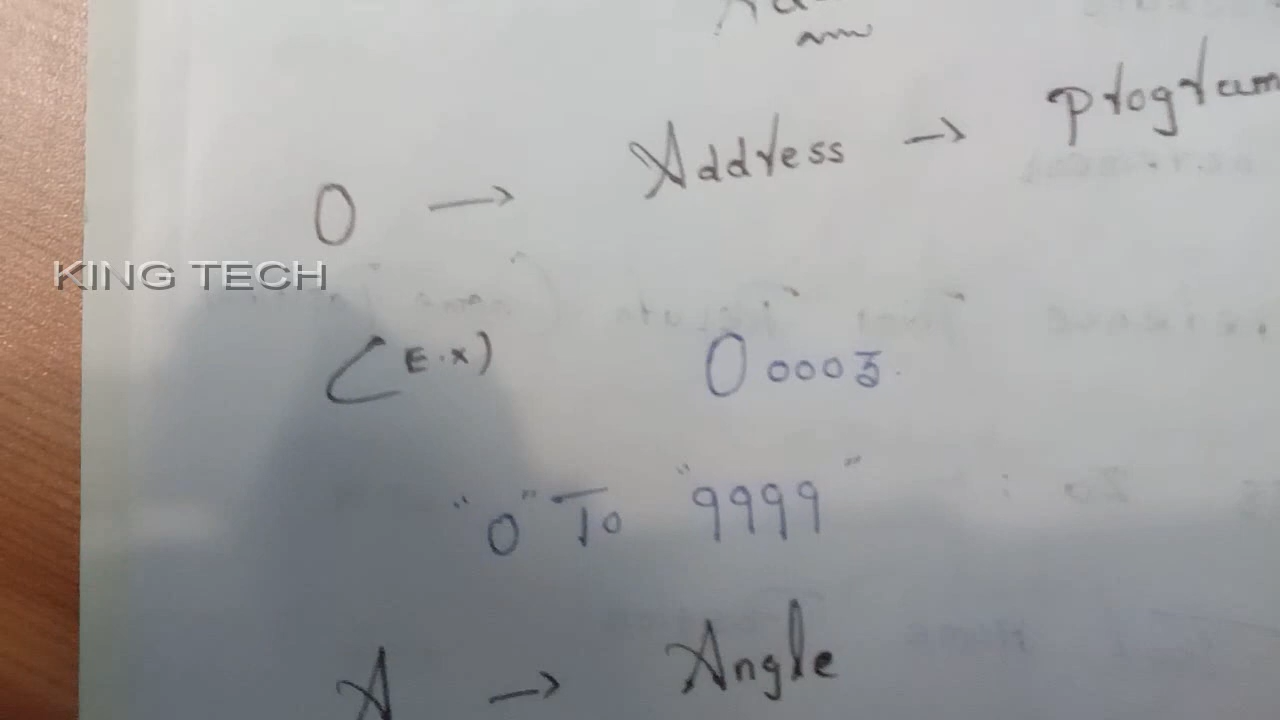 O → Address → program
KING TECH
(E.x) O0003.
"0" To "9999"
A → Angle